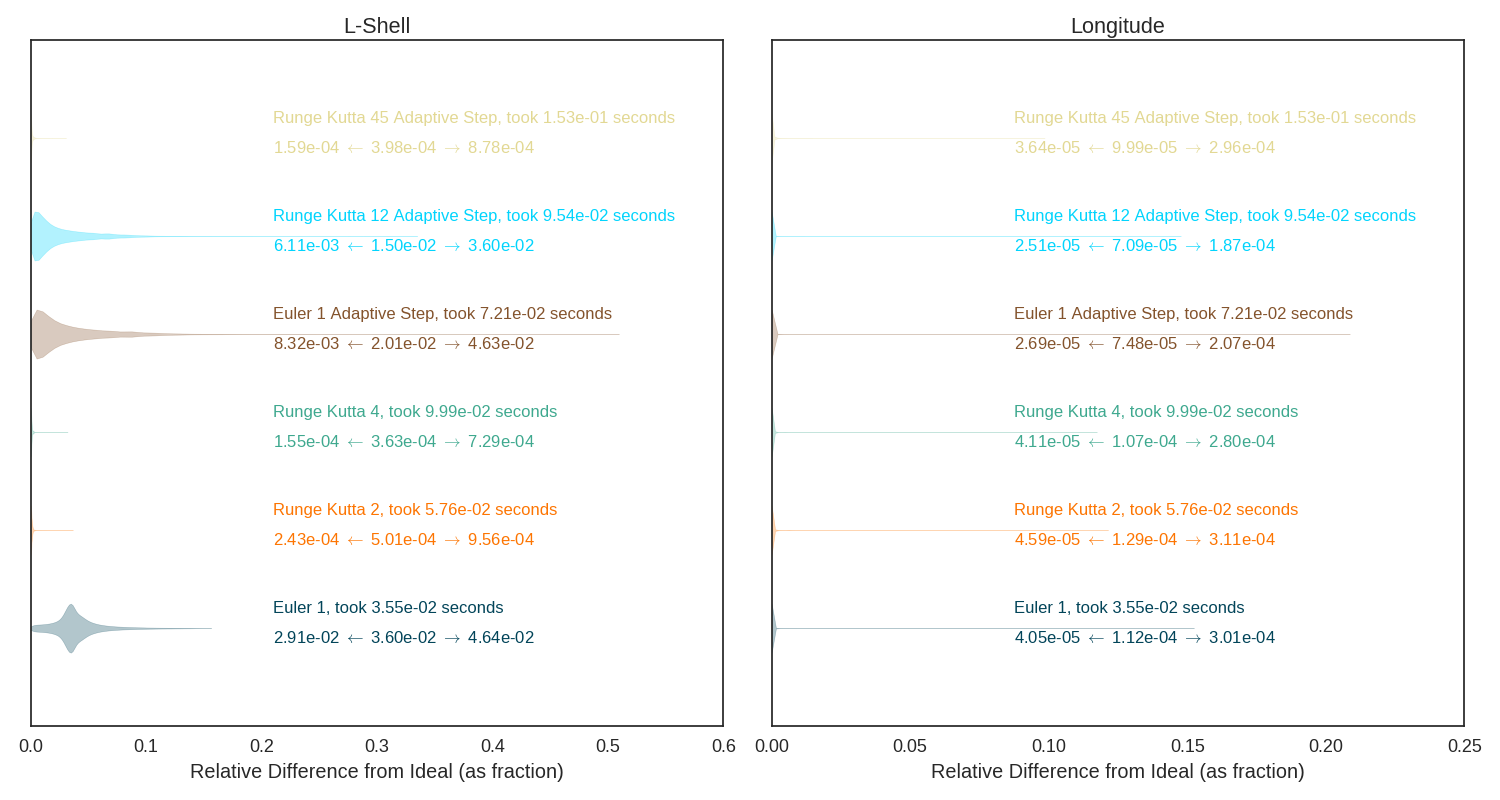 L-Shell
Runge Kutta 45 Adaptive Step, took 1.53e-01 seconds
1.59e-04 ← 3.98e-04 → 8.78e-04
Runge Kutta 12 Adaptive Step, took 9.54e-02 seconds
6.11e-03 ← 1.50e-02 → 3.60e-02
Euler 1 Adaptive Step, took 7.21e-02 seconds
8.32e-03 ← 2.01e-02 → 4.63e-02
Runge Kutta 4, took 9.99e-02 seconds
1.55e-04 ← 3.63e-04 → 7.29e-04
Runge Kutta 2, took 5.76e-02 seconds
2.43e-04 ← 5.01e-04 → 9.56e-04
Euler 1, took 3.55e-02 seconds
2.91e-02 ← 3.60e-02 → 4.64e-02
0.0 0.1 0.2 0.3 0.4 0.5 0.6
Relative Difference from Ideal (as fraction)
Longitude
Runge Kutta 45 Adaptive Step, took 1.53e-01 seconds
3.64e-05 ← 9.99e-05 → 2.96e-04
Runge Kutta 12 Adaptive Step, took 9.54e-02 seconds
2.51e-05 ← 7.09e-05 → 1.87e-04
Euler 1 Adaptive Step, took 7.21e-02 seconds
2.69e-05 ← 7.48e-05 → 2.07e-04
Runge Kutta 4, took 9.99e-02 seconds
4.11e-05 ← 1.07e-04 → 2.80e-04
Runge Kutta 2, took 5.76e-02 seconds
4.59e-05 ← 1.29e-04 → 3.11e-04
Euler 1, took 3.55e-02 seconds
4.05e-05 ← 1.12e-04 → 3.01e-04
0.00 0.05 0.10 0.15 0.20 0.25
Relative Difference from Ideal (as fraction)